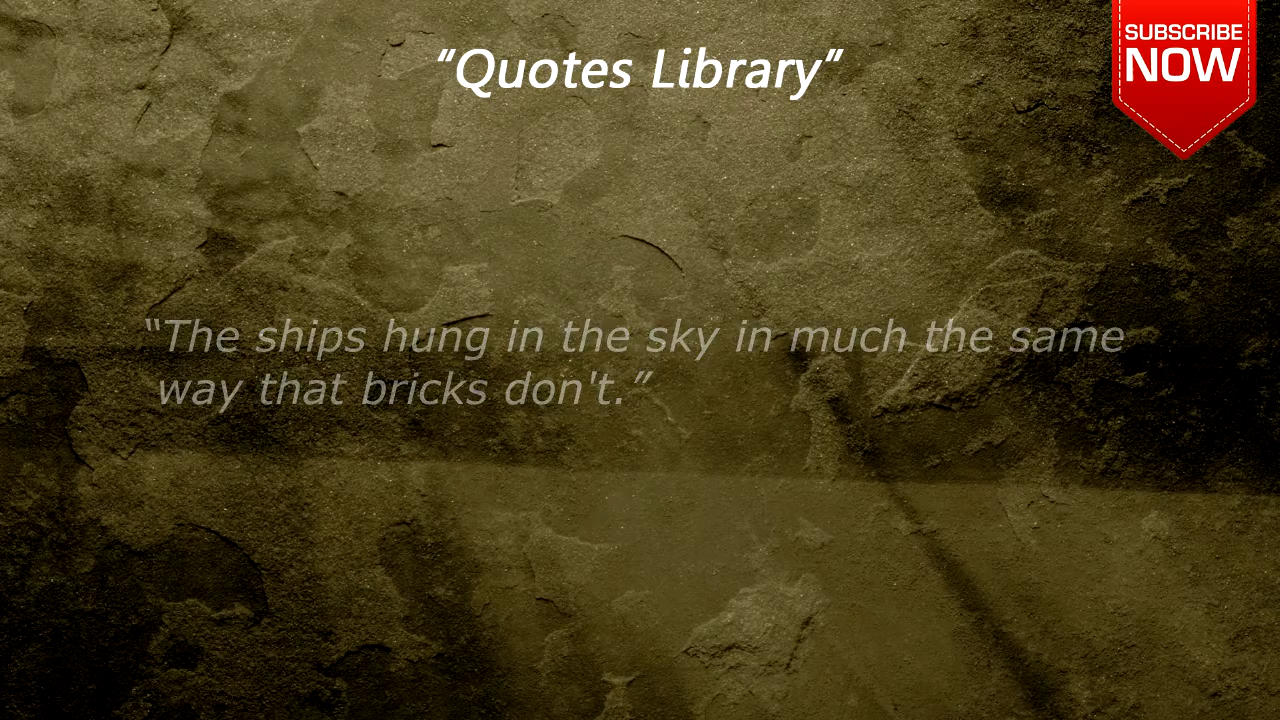 “Quotes Library”
SUBSCRIBE
NOW
“The ships hung in the sky in much the same
way that bricks don't.”